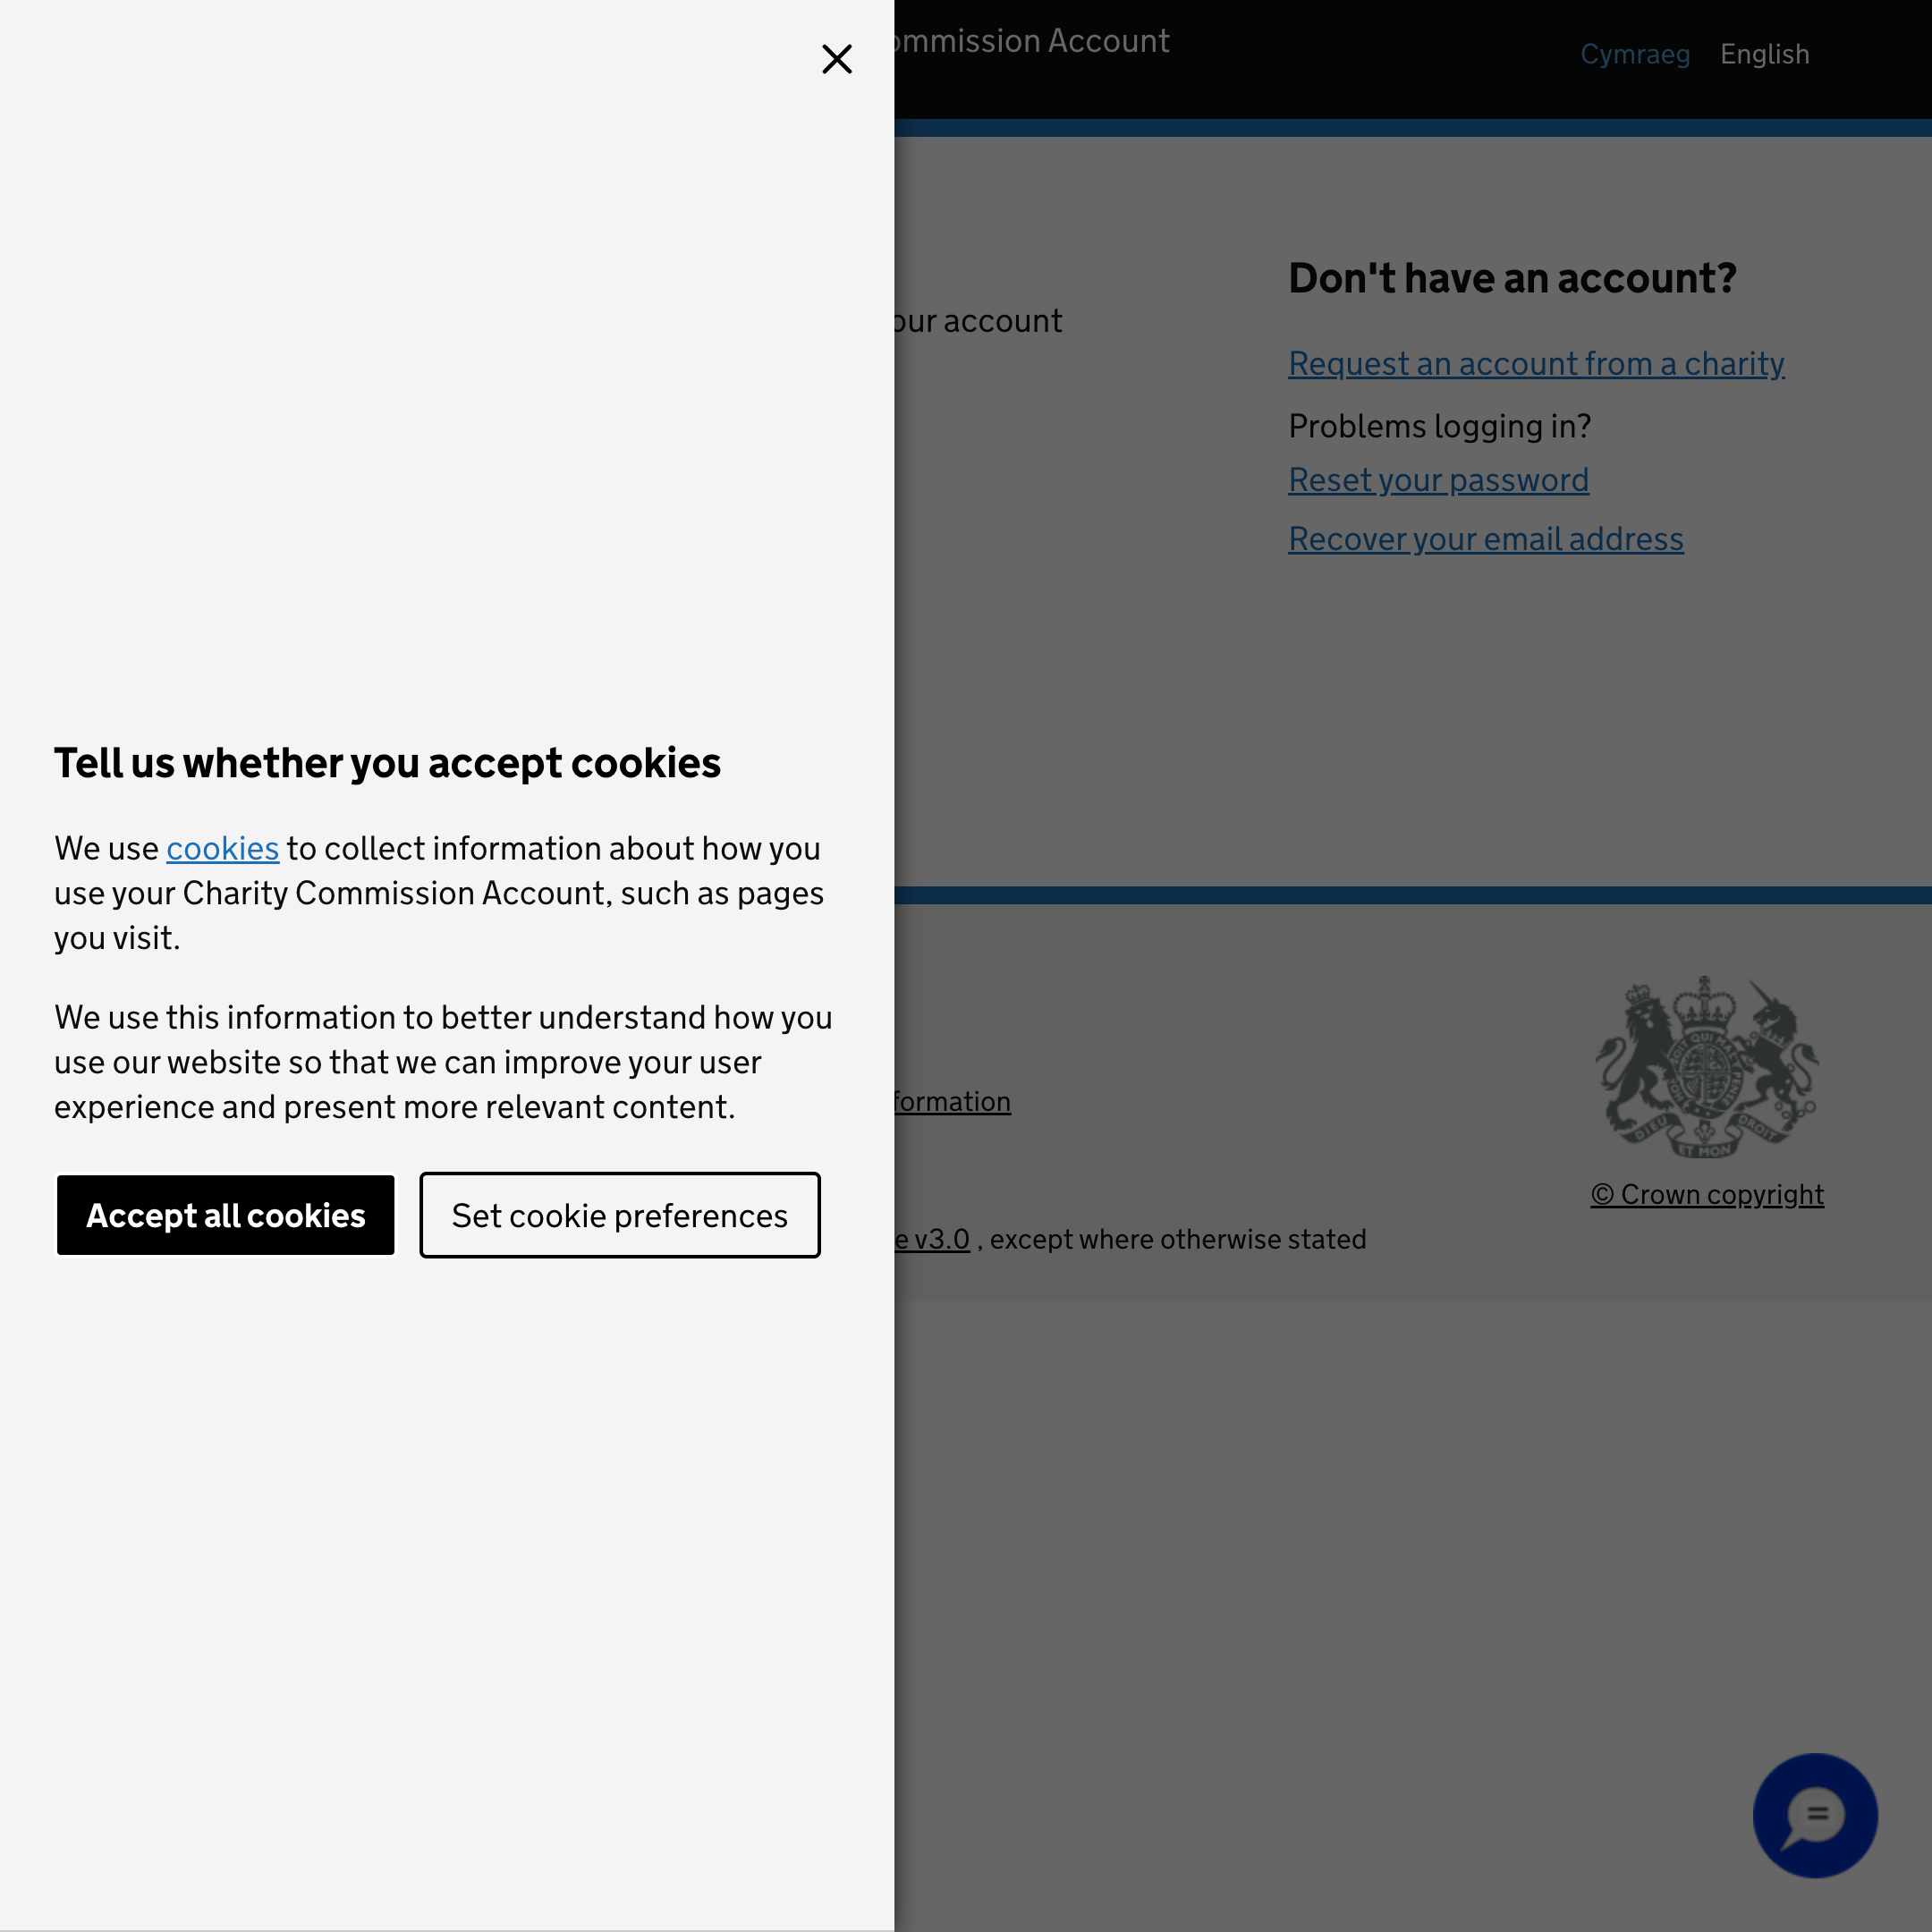 Tell us whether you accept cookies
We use cookies to collect information about how you
use your Charity Commission Account, such as pages
you visit.
We use this information to better understand how you
use our website so that we can improve your user
experience and present more relevant content.
Accept all cookies
Set cookie preferences
ommission Account
Cymraeg English
our account
Don't have an account?
Request an account from a charity
Problems logging in?
Reset your password
Recover your email address
formation
DIEU
ET MON
DROIT
© Crown copyright
e v3.0 , except where otherwise stated